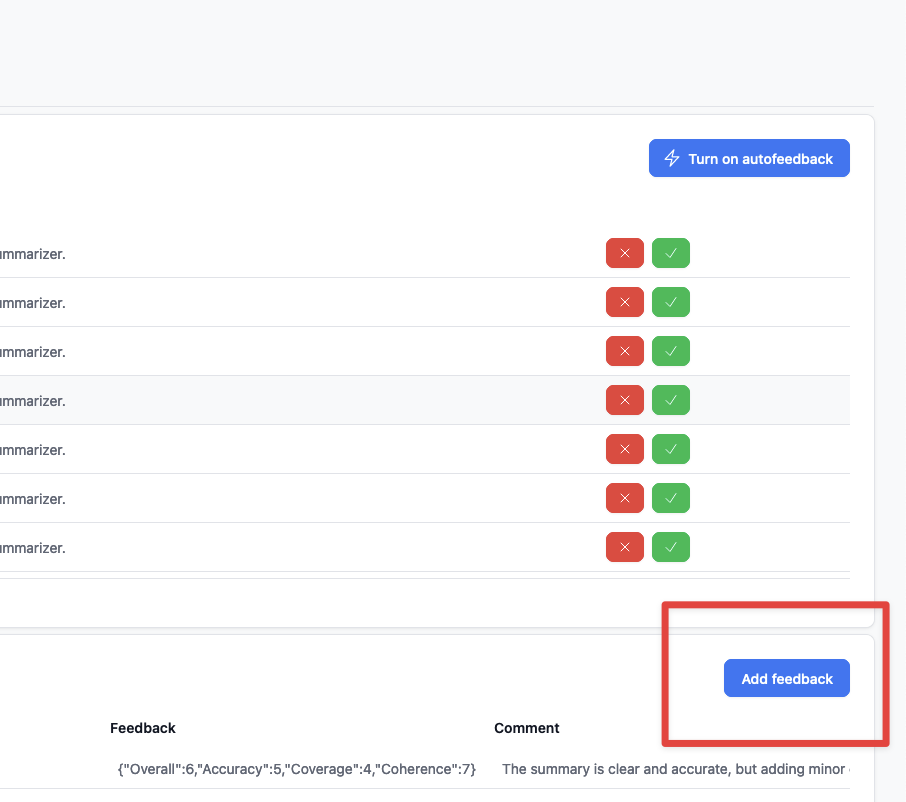 Turn on autofeedback
ummarizer.
ummarizer.
ummarizer.
ummarizer.
ummarizer.
ummarizer.
ummarizer.
Add feedback
Feedback Comment
{"Overall":6,"Accuracy":5,"Coverage":4,"Coherence":7} The summary is clear and accurate, but adding minor